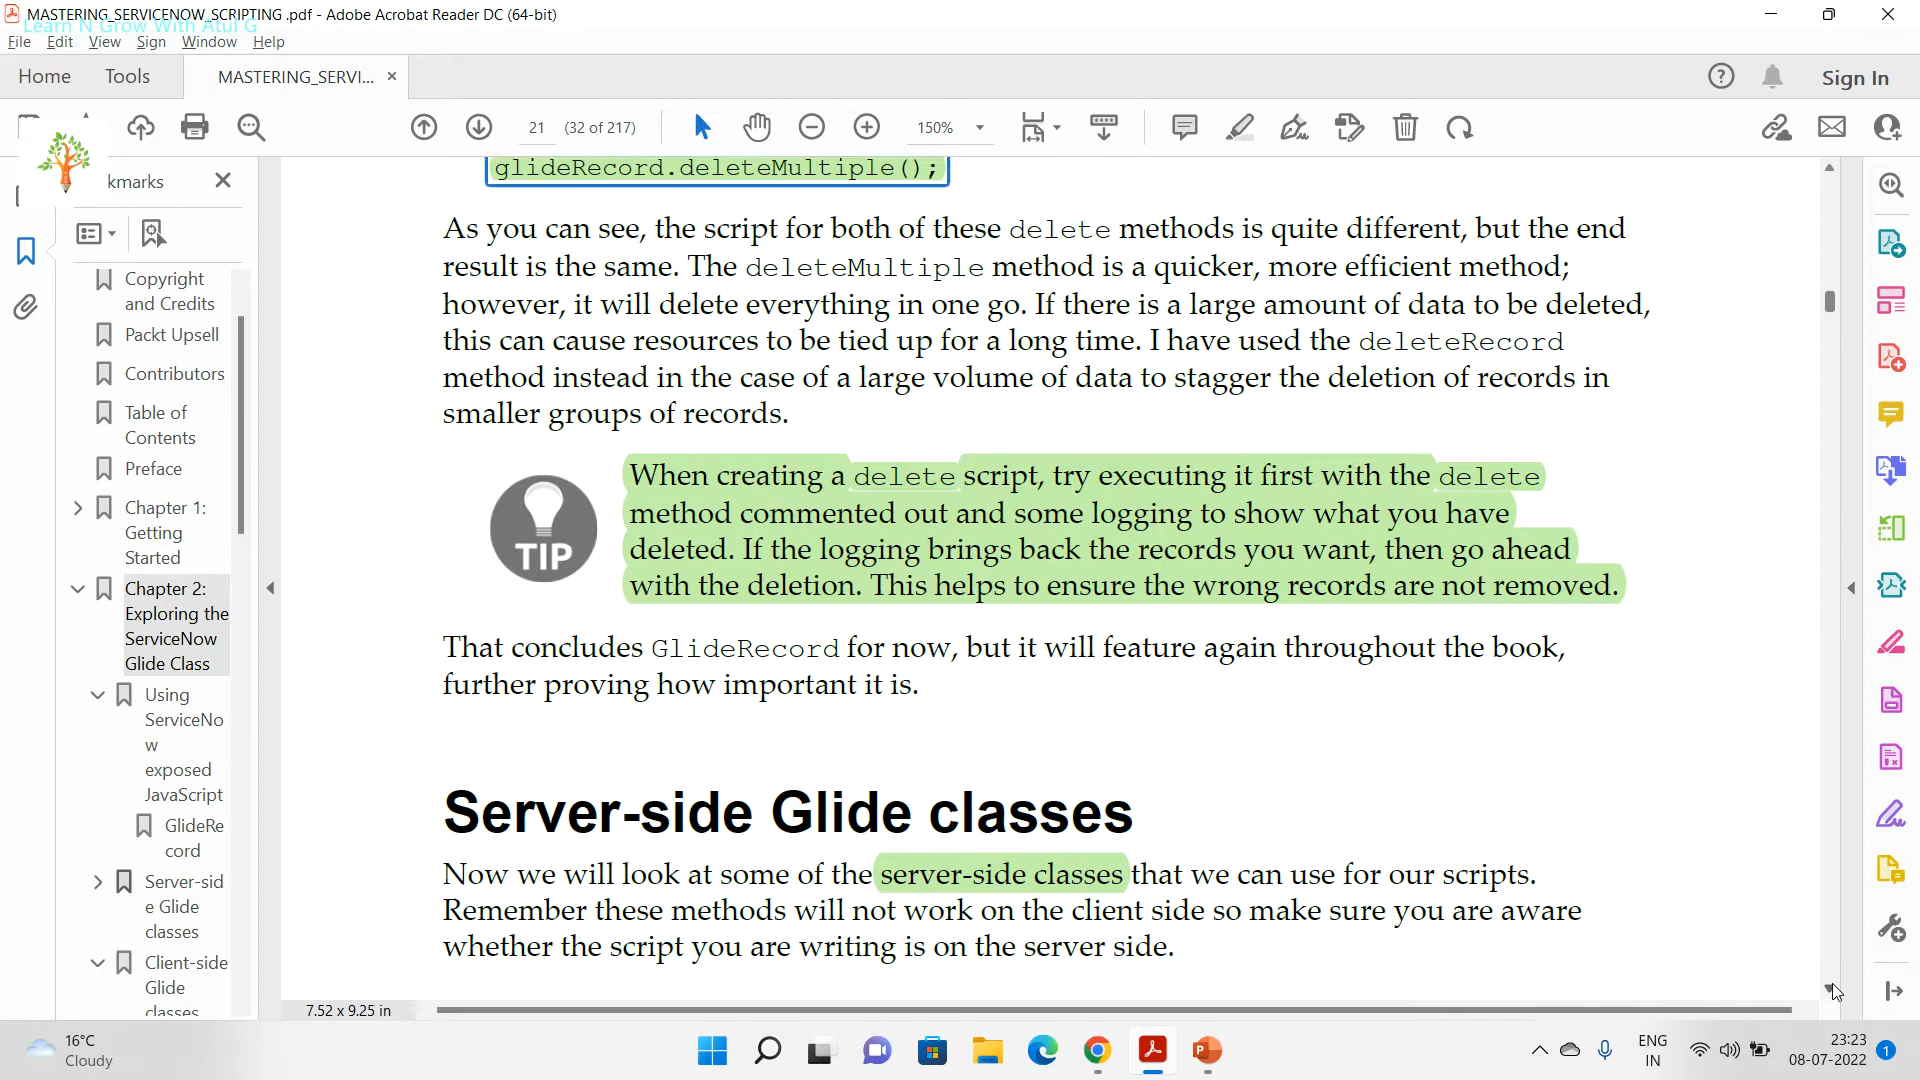 MASTERING_SERVICENOW_SCRIPTING .pdf - Adobe Acrobat Reader DC (64-bit)
Learn N Grow With Atul G
File Edit View Sign Window Help
Home Tools MASTERING_SERVI... × Sign In
21 (32 of 217) 150%
kmarks
Copyright
and Credits
Packt Upsell
Contributors
Table of
Contents
Preface
Chapter 1:
Getting
Started
Chapter 2:
Exploring the
ServiceNow
Glide Class
Using
ServiceNo
w
exposed
JavaScript
GlideRe
cord
Server-sid
e Glide
classes
Client-side
Glide
classes
glideRecord.deleteMultiple();
As you can see, the script for both of these delete methods is quite different, but the end
result is the same. The deleteMultiple method is a quicker, more efficient method;
however, it will delete everything in one go. If there is a large amount of data to be deleted,
this can cause resources to be tied up for a long time. I have used the deleteRecord
method instead in the case of a large volume of data to stagger the deletion of records in
smaller groups of records.
TIP
When creating a delete script, try executing it first with the delete
method commented out and some logging to show what you have
deleted. If the logging brings back the records you want, then go ahead
with the deletion. This helps to ensure the wrong records are not removed.
That concludes GlideRecord for now, but it will feature again throughout the book,
further proving how important it is.
Server-side Glide classes
Now we will look at some of the server-side classes that we can use for our scripts.
Remember these methods will not work on the client side so make sure you are aware
whether the script you are writing is on the server side.
7.52 x 9.25 in
16°C
Cloudy
ENG
IN
23:23
08-07-2022
1